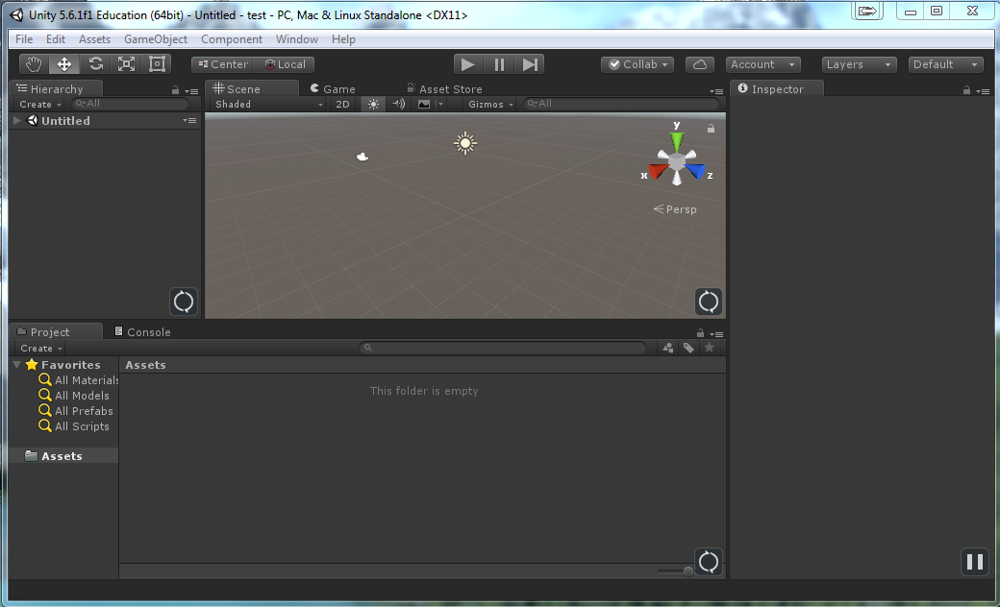 Unity 5.6.1f1 Education (64bit) - Untitled - test - PC, Mac & Linux Standalone <DX11>
File Edit Assets GameObject Component Window Help
Center Local Collab Account Layers Default
Hierarchy Scene Game Asset Store Inspector
Create All Shaded 2D Gizmos All
Untitled
y
x z
Persp
Project Console
Create
Favorites Assets
All Materials
All Models This folder is empty
All Prefabs
All Scripts
Assets